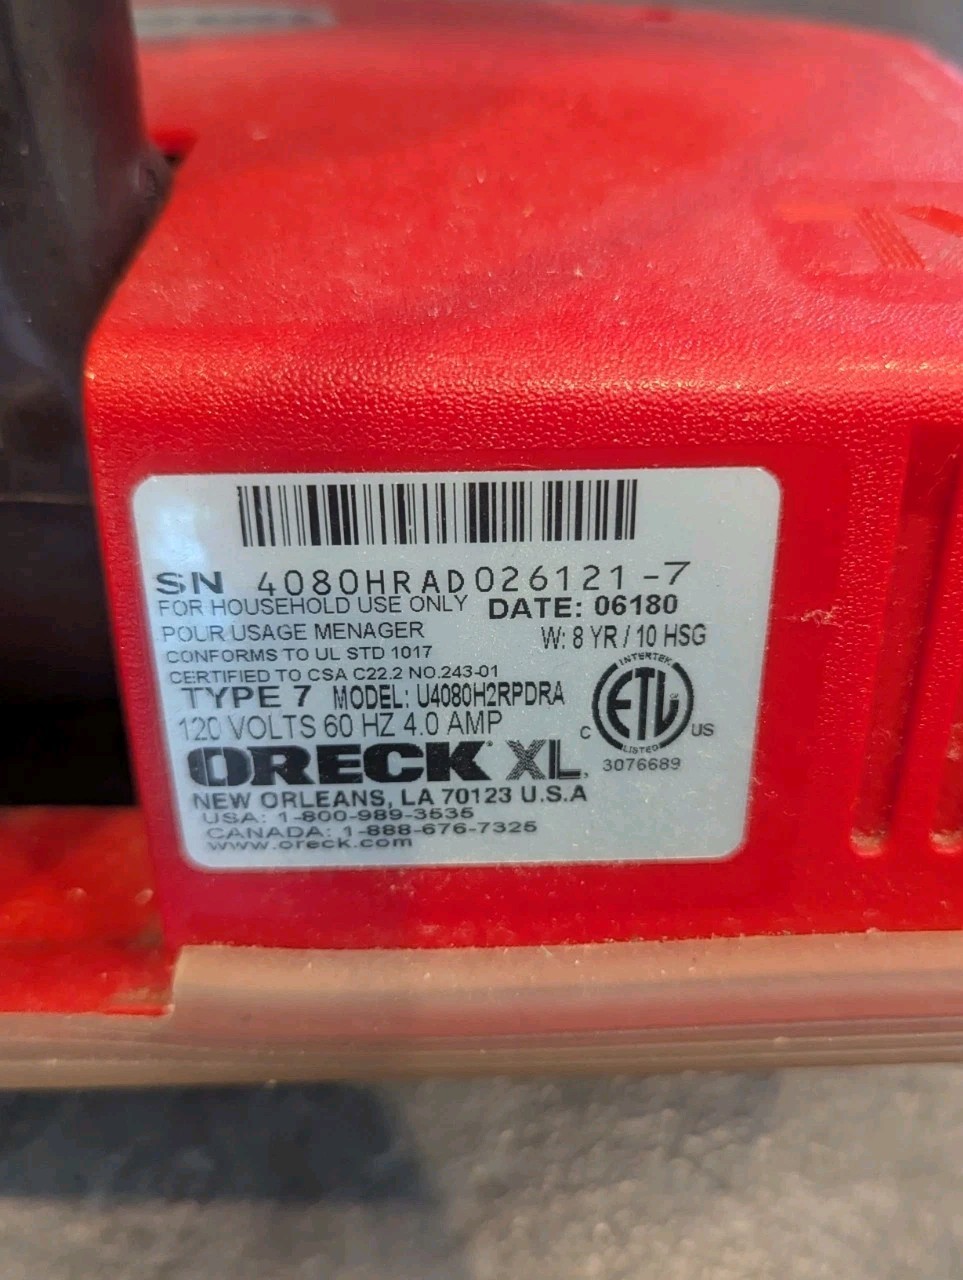 SN 4080HRAD026121-7
FOR HOUSEHOLD USE ONLY DATE: 06180
POUR USAGE MENAGER W: 8 YR / 10 HSG
CONFORMS TO UL STD 1017
CERTIFIED TO CSA C22.2 NO.243-01
TYPE 7 MODEL: U4080H2RPDRA
120 VOLTS 60 HZ 4.0 AMP
INTERTEK
ETL
LISTED
C US
3076689
ORECK XL
NEW ORLEANS, LA 70123 U.S.A
USA: 1-800-989-3535
CANADA: 1-888-676-7325
www.oreck.com